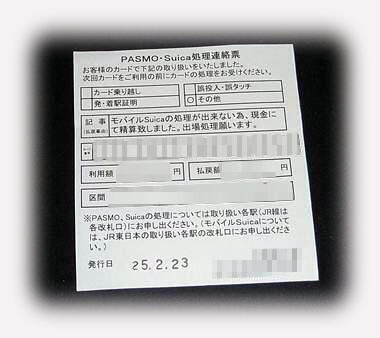 PASMO・Suica処理連絡票
お客様のカードで下記の取り扱いをいたしました。
次回カードをご利用の前にカードの処理をお受けください。
カード乗り越し
誤投入・誤タッチ
発・着駅証明
○ その他
記事
(払戻事由)
モバイルSuicaの処理が出来ない為、現金に
て精算致しました。出場処理願います。
利用額 円
払戻額 円
区間
※PASMO、Suicaの処理については取り扱い各駅(JR線は
各改札口)にお申し出ください。(モバイルSuicaについて
は、JR東日本の取り扱い各駅の改札口にお申し出くださ
い。)
発行日 25.2.23